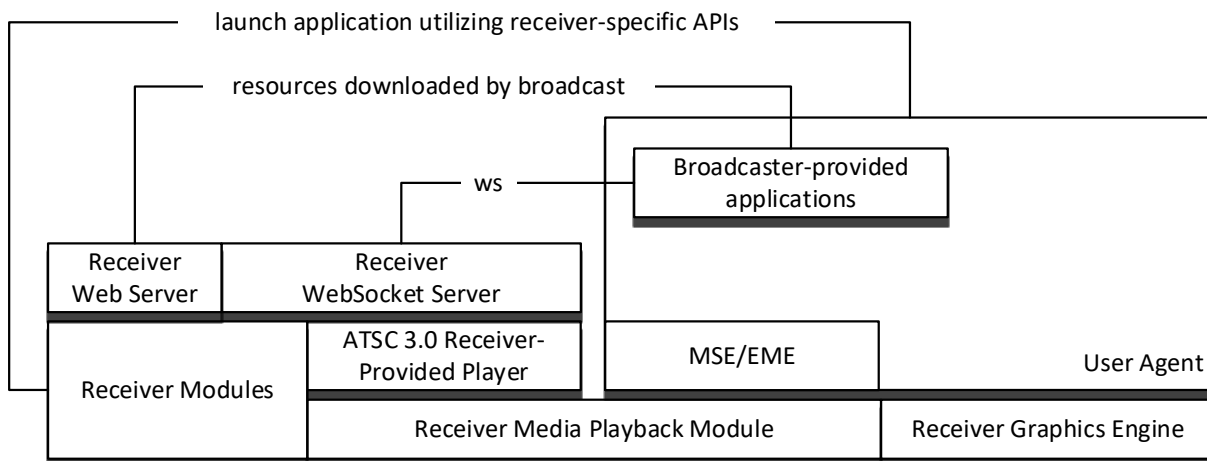 launch application utilizing receiver-specific APIs
resources downloaded by broadcast
Broadcaster-provided
applications
ws
Receiver
Web Server
Receiver
WebSocket Server
ATSC 3.0 Receiver-
Provided Player
MSE/EME
User Agent
Receiver Modules
Receiver Media Playback Module
Receiver Graphics Engine